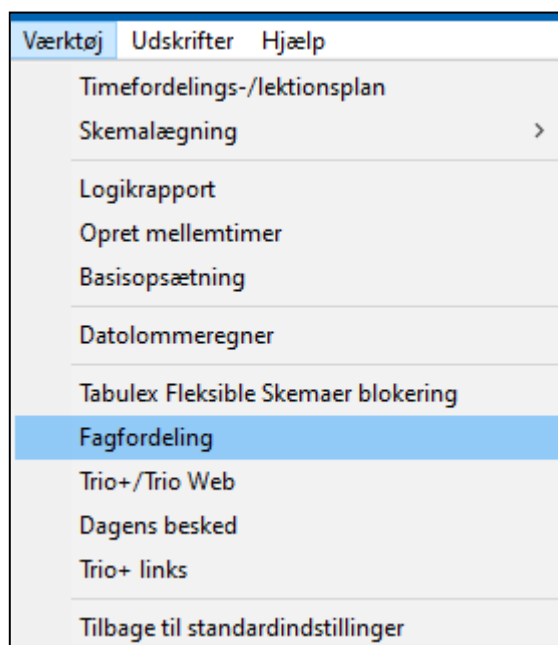 Værktøj Udskrifter Hjælp
Timefordelings-/lektionsplan
Skemalægning
Logikrapport
Opret mellemtimer
Basisopsætning
Datolommeregner
Tabulex Fleksible Skemaer blokering
Fagfordeling
Trio+/Trio Web
Dagens besked
Trio+ links
Tilbage til standardindstillinger